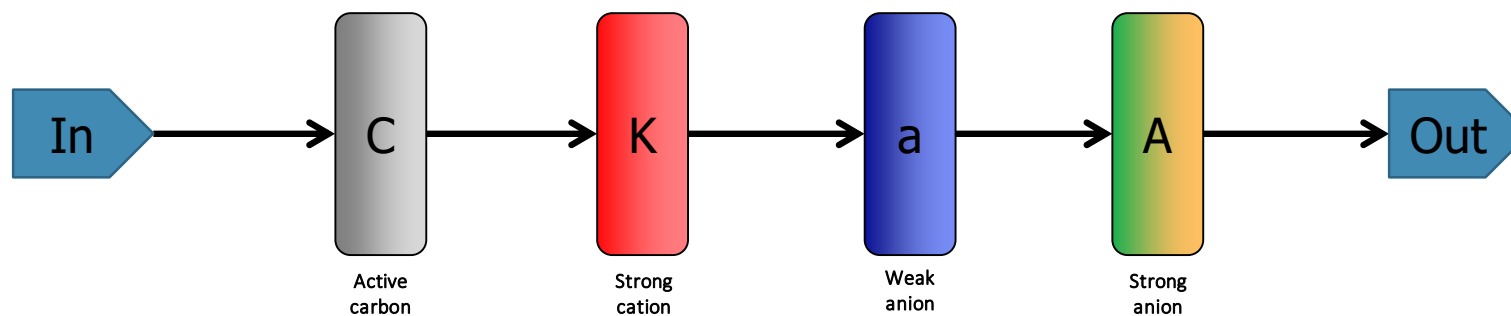 In
C
K
a
A
Out
Active
carbon
Strong
cation
Weak
anion
Strong
anion